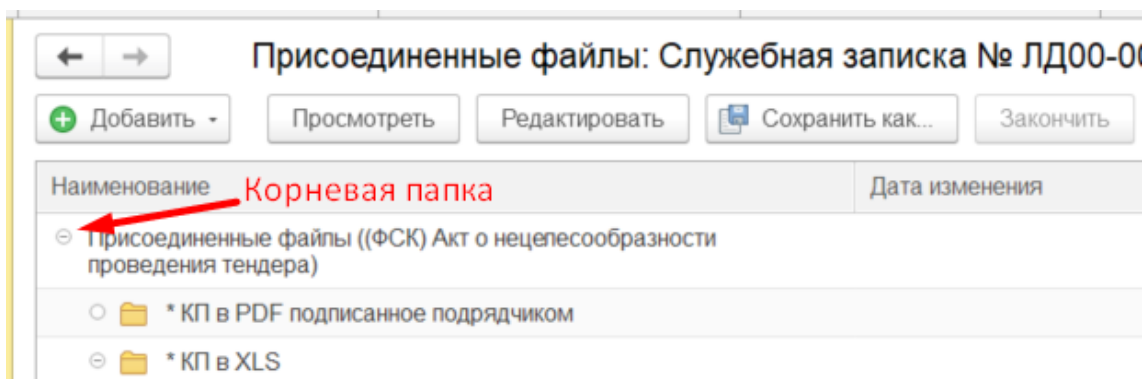 Присоединенные файлы: Служебная записка № ЛД00-00
Добавить Просмотреть Редактировать Сохранить как... Закончить
Наименование Корневая папка Дата изменения
Присоединенные файлы ((ФСК) Акт о нецелесообразности
проведения тендера)
* КП в PDF подписанное подрядчиком
* КП в XLS